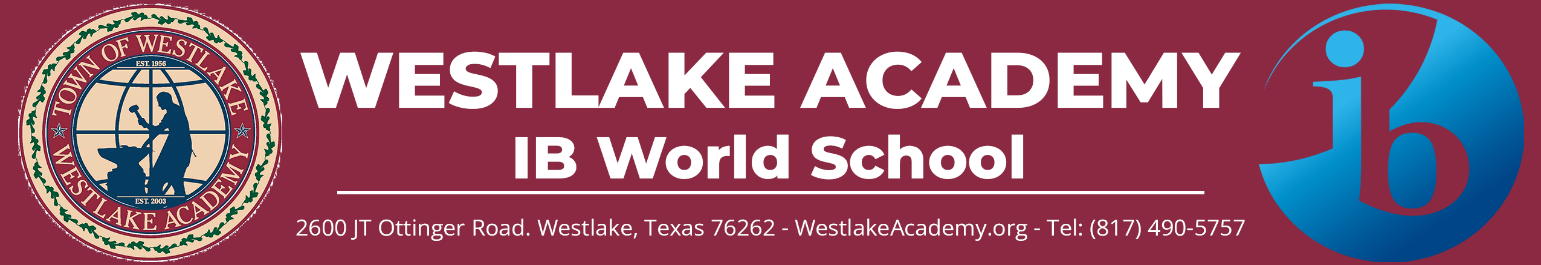 TOWN OF WESTLAKE
EST. 1956
EST. 2003
WESTLAKE ACADEMY
WESTLAKE ACADEMY
IB World School
2600 JT Ottinger Road. Westlake, Texas 76262 - WestlakeAcademy.org - Tel: (817) 490-5757
ib